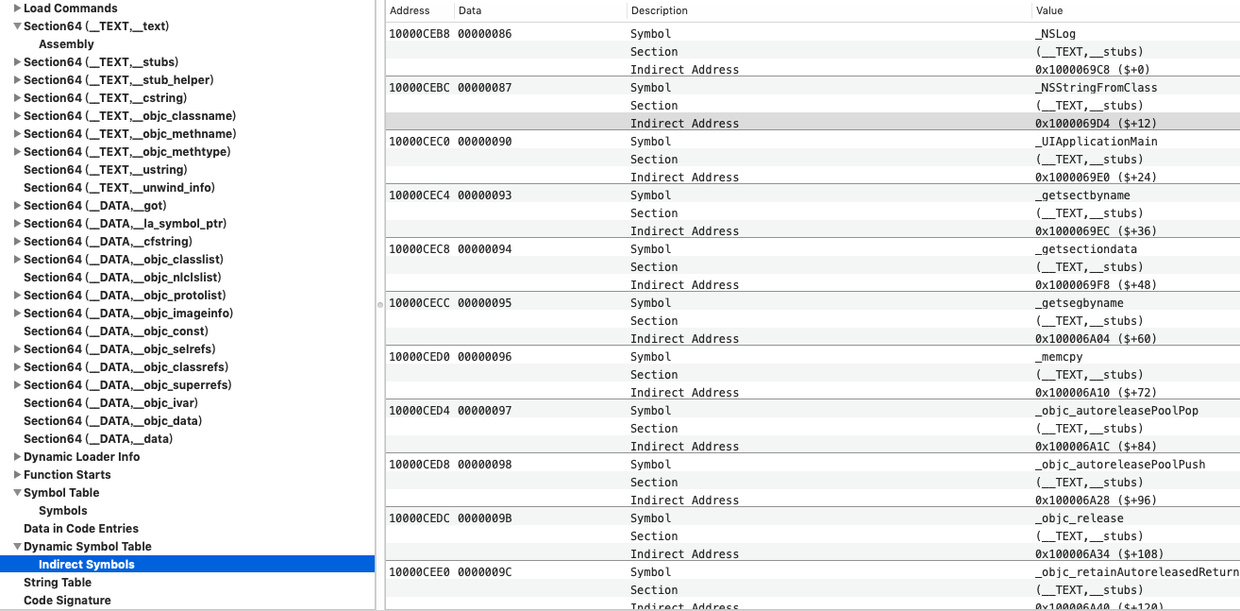 Load Commands
Section64 (__TEXT,__text)
Assembly
Section64 (__TEXT,__stubs)
Section64 (__TEXT,__stub_helper)
Section64 (__TEXT,__cstring)
Section64 (__TEXT,__objc_classname)
Section64 (__TEXT,__objc_methname)
Section64 (__TEXT,__objc_methtype)
Section64 (__TEXT,__ustring)
Section64 (__TEXT,__unwind_info)
Section64 (__DATA,__got)
Section64 (__DATA,__la_symbol_ptr)
Section64 (__DATA,__cfstring)
Section64 (__DATA,__objc_classlist)
Section64 (__DATA,__objc_nlclslist)
Section64 (__DATA,__objc_protolist)
Section64 (__DATA,__objc_imageinfo)
Section64 (__DATA,__objc_const)
Section64 (__DATA,__objc_selrefs)
Section64 (__DATA,__objc_classrefs)
Section64 (__DATA,__objc_superrefs)
Section64 (__DATA,__objc_ivar)
Section64 (__DATA,__objc_data)
Section64 (__DATA,__data)
Dynamic Loader Info
Function Starts
Symbol Table
Symbols
Data in Code Entries
Dynamic Symbol Table
Indirect Symbols
String Table
Code Signature
Address Data Description Value
10000CEB8 00000086 Symbol _NSLog
Section (__TEXT,__stubs)
Indirect Address 0x1000069C8 ($+0)
10000CEBC 00000087 Symbol _NSStringFromClass
Section (__TEXT,__stubs)
Indirect Address 0x1000069D4 ($+12)
10000CEC0 00000090 Symbol _UIApplicationMain
Section (__TEXT,__stubs)
Indirect Address 0x1000069E0 ($+24)
10000CEC4 00000093 Symbol _getsectbyname
Section (__TEXT,__stubs)
Indirect Address 0x1000069EC ($+36)
10000CEC8 00000094 Symbol _getsectiondata
Section (__TEXT,__stubs)
Indirect Address 0x1000069F8 ($+48)
10000CECC 00000095 Symbol _getsegbyname
Section (__TEXT,__stubs)
Indirect Address 0x100006A04 ($+60)
10000CED0 00000096 Symbol _memcpy
Section (__TEXT,__stubs)
Indirect Address 0x100006A10 ($+72)
10000CED4 00000097 Symbol _objc_autoreleasePoolPop
Section (__TEXT,__stubs)
Indirect Address 0x100006A1C ($+84)
10000CED8 00000098 Symbol _objc_autoreleasePoolPush
Section (__TEXT,__stubs)
Indirect Address 0x100006A28 ($+96)
10000CEDC 0000009B Symbol _objc_release
Section (__TEXT,__stubs)
Indirect Address 0x100006A34 ($+108)
10000CEE0 0000009C Symbol _objc_retainAutoreleasedReturn
Section (__TEXT,__stubs)
Indirect Address 0x100006A40 ($+120)